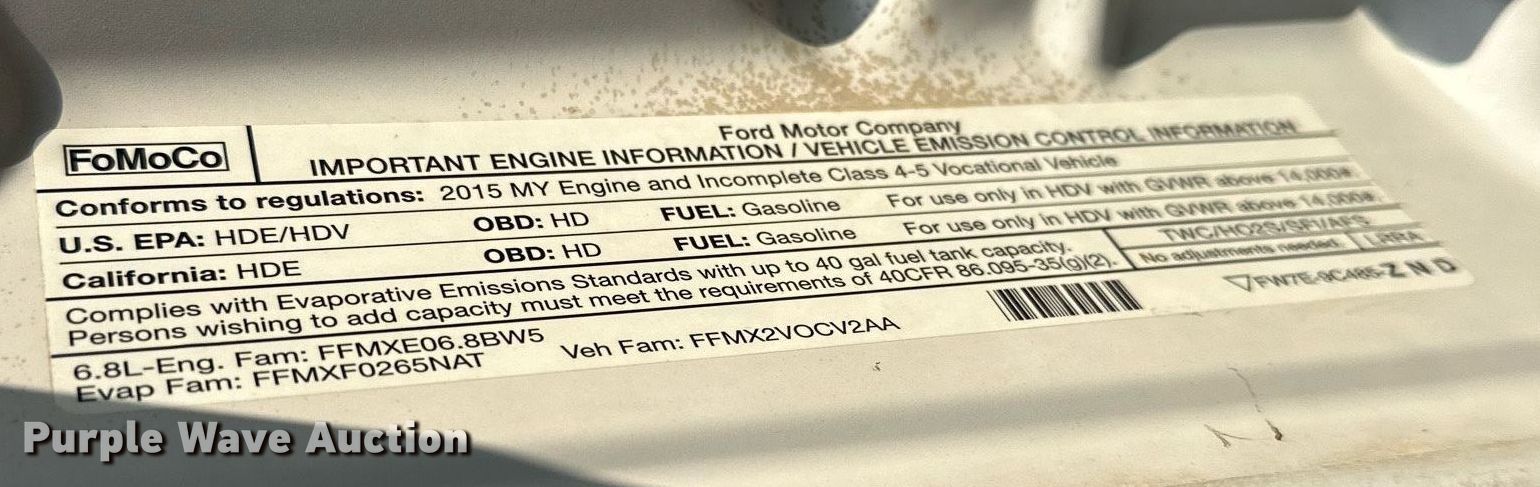 FoMoCo
Ford Motor Company
IMPORTANT ENGINE INFORMATION / VEHICLE EMISSION CONTROL INFORMATION
Conforms to regulations: 2015 MY Engine and Incomplete Class 4-5 Vocational Vehicle
U.S. EPA: HDE/HDV OBD: HD FUEL: Gasoline For use only in HDV with GVWR above 14,000#.
California: HDE OBD: HD FUEL: Gasoline For use only in HDV with GVWR above 14,000#.
Complies with Evaporative Emissions Standards with up to 40 gal fuel tank capacity.
Persons wishing to add capacity must meet the requirements of 40CFR 86.095-35(g)(2).
TWC/HO2S/SFI/AFS
No adjustments needed.
6.8L-Eng. Fam: FFMXE06.8BW5
Evap Fam: FFMXF0265NAT
Veh Fam: FFMX2VOCV2AA
FW7E-9C485-Z N D
Purple Wave Auction